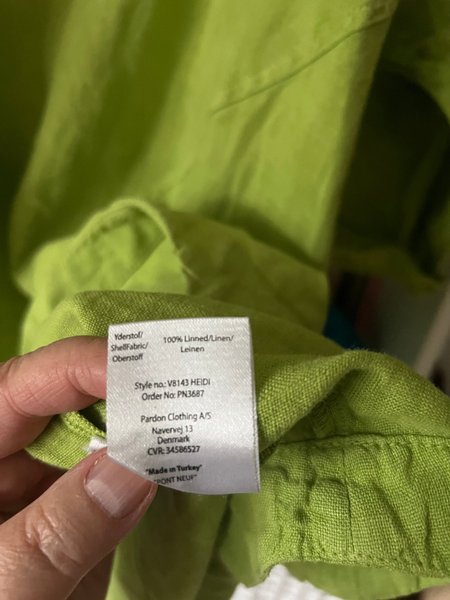 Yderstof/
ShellFabric/
Oberstoff
100% Linned/Linen/
Leinen
Style no.: V8143 HEIDI
Order No: PN3687
Pardon Clothing A/S
Navervej 13
Denmark
CVR: 34586527
"Made in Turkey"
"PONT NEUF"